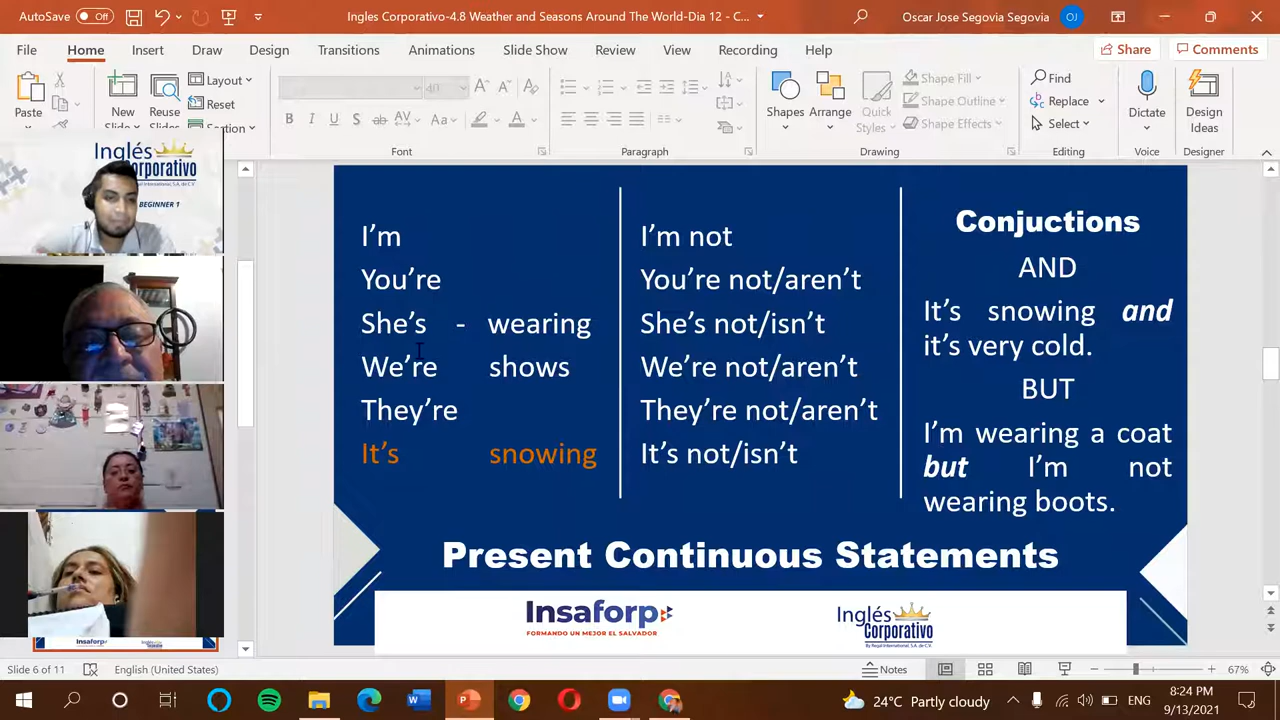 AutoSave Off Ingles Corporativo-4.8 Weather and Seasons Around The World-Dia 12 - C... Oscar Jose Segovia Segovia OJ
File Home Insert Draw Design Slide Show Transitions Animations Slide Show Review View Recording Help Share Comments
Paste New Reuse Layout Reset Section Shapes Arrange Quick Styles Shape Fill Shape Outline Shape Effects Find Replace Select Dictate Design Ideas
Font Paragraph Drawing Editing Voice Designer
Inglés
Corporativo
BEGINNER 1
I'm
You're
She's - wearing
We're shows
They're
It's snowing
I'm not
You're not/aren't
She's not/isn't
We're not/aren't
They're not/aren't
It's not/isn't
Conjuctions
AND
It's snowing and
it's very cold.
BUT
I'm wearing a coat
but I'm not
wearing boots.
Present Continuous Statements
Insaforp
FORMANDO UN MEJOR EL SALVADOR
Inglés
Corporativo
By Regal International, S.A. de C.V.
Slide 6 of 11 English (United States) Notes 67%
24°C Partly cloudy ENG 8:24 PM
9/13/2021